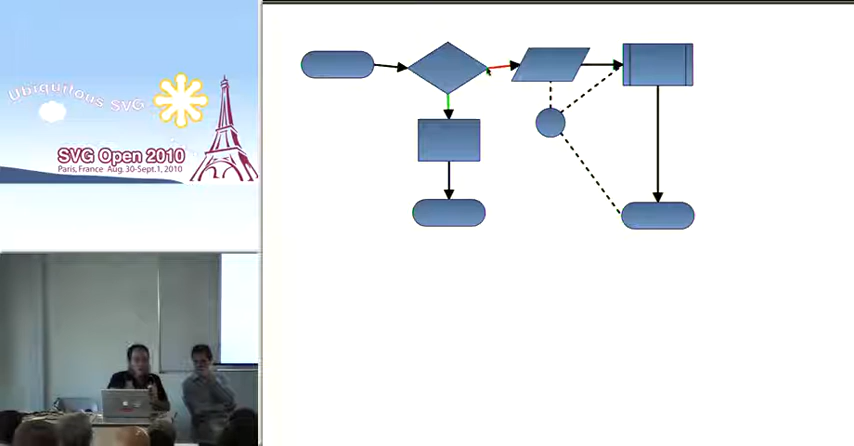 Ubiquitous SVG
SVG Open 2010
Paris, France Aug. 30-Sept.1, 2010